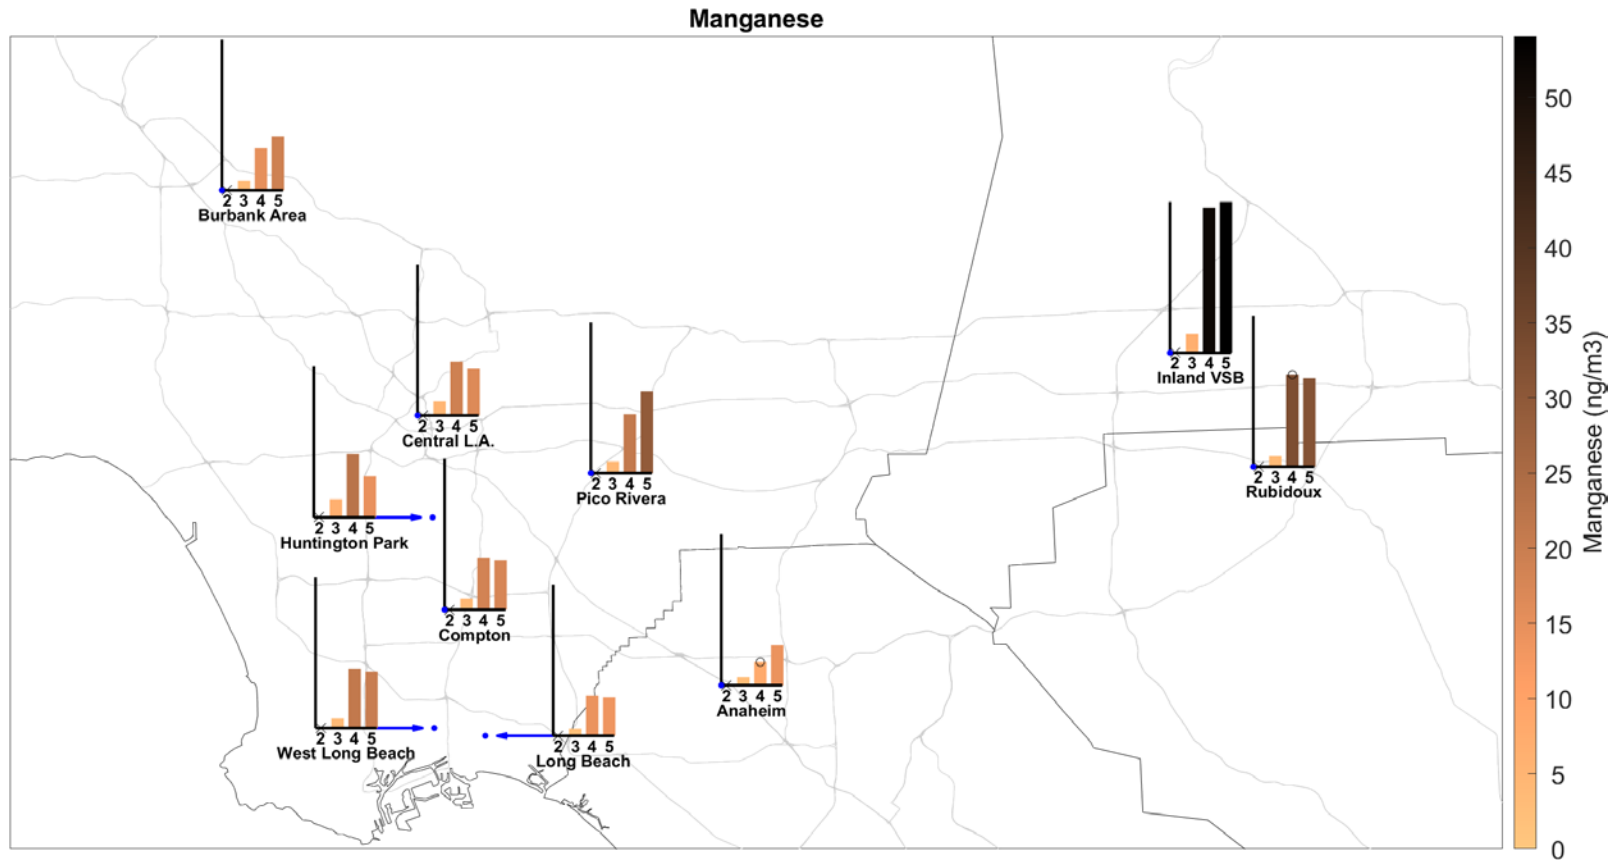 Manganese
2 3 4 5
Burbank Area
2 3 4 5
Inland VSB
2 3 4 5
Central L.A.
2 3 4 5
Pico Rivera
2 3 4 5
Rubidoux
2 3 4 5
Huntington Park
2 3 4 5
Compton
2 3 4 5
Anaheim
2 3 4 5
West Long Beach
2 3 4 5
Long Beach
50
45
40
35
30
25
20
15
10
5
0
Manganese (ng/m3)